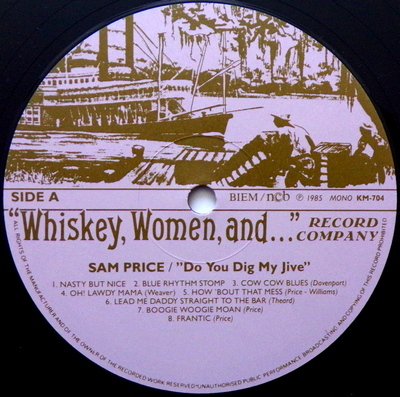 SIDE A
BIEM/ncb ℗ 1985 MONO KM-704
"Whiskey, Women, and..." RECORD COMPANY
SAM PRICE / "Do You Dig My Jive"
1. NASTY BUT NICE 2. BLUE RHYTHM STOMP 3. COW COW BLUES (Davenport)
4. OH! LAWDY MAMA (Weaver) 5. HOW 'BOUT THAT MESS (Price - Williams)
6. LEAD ME DADDY STRAIGHT TO THE BAR (Theard)
7. BOOGIE WOOGIE MOAN (Price)
8. FRANTIC (Price)
ALL RIGHTS OF THE MANUFACTURER AND OF THE OWNER OF THE RECORDED WORK RESERVED·UNAUTHORISED PUBLIC PERFORMANCE BROADCASTING AND COPYING OF THIS RECORD PROHIBITED